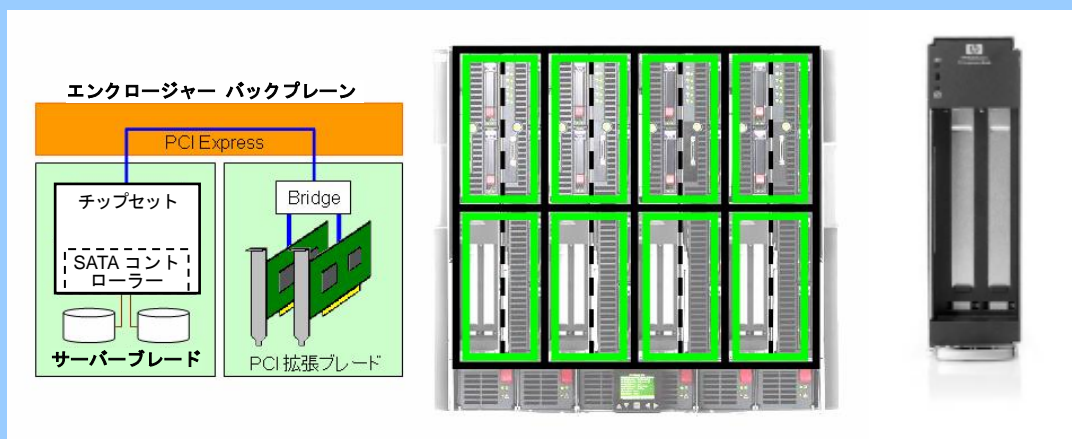 エンクロージャー バックプレーン
PCI Express
チップセット
SATA コント
ローラー
サーバーブレード
Bridge
PCI 拡張ブレード
hp